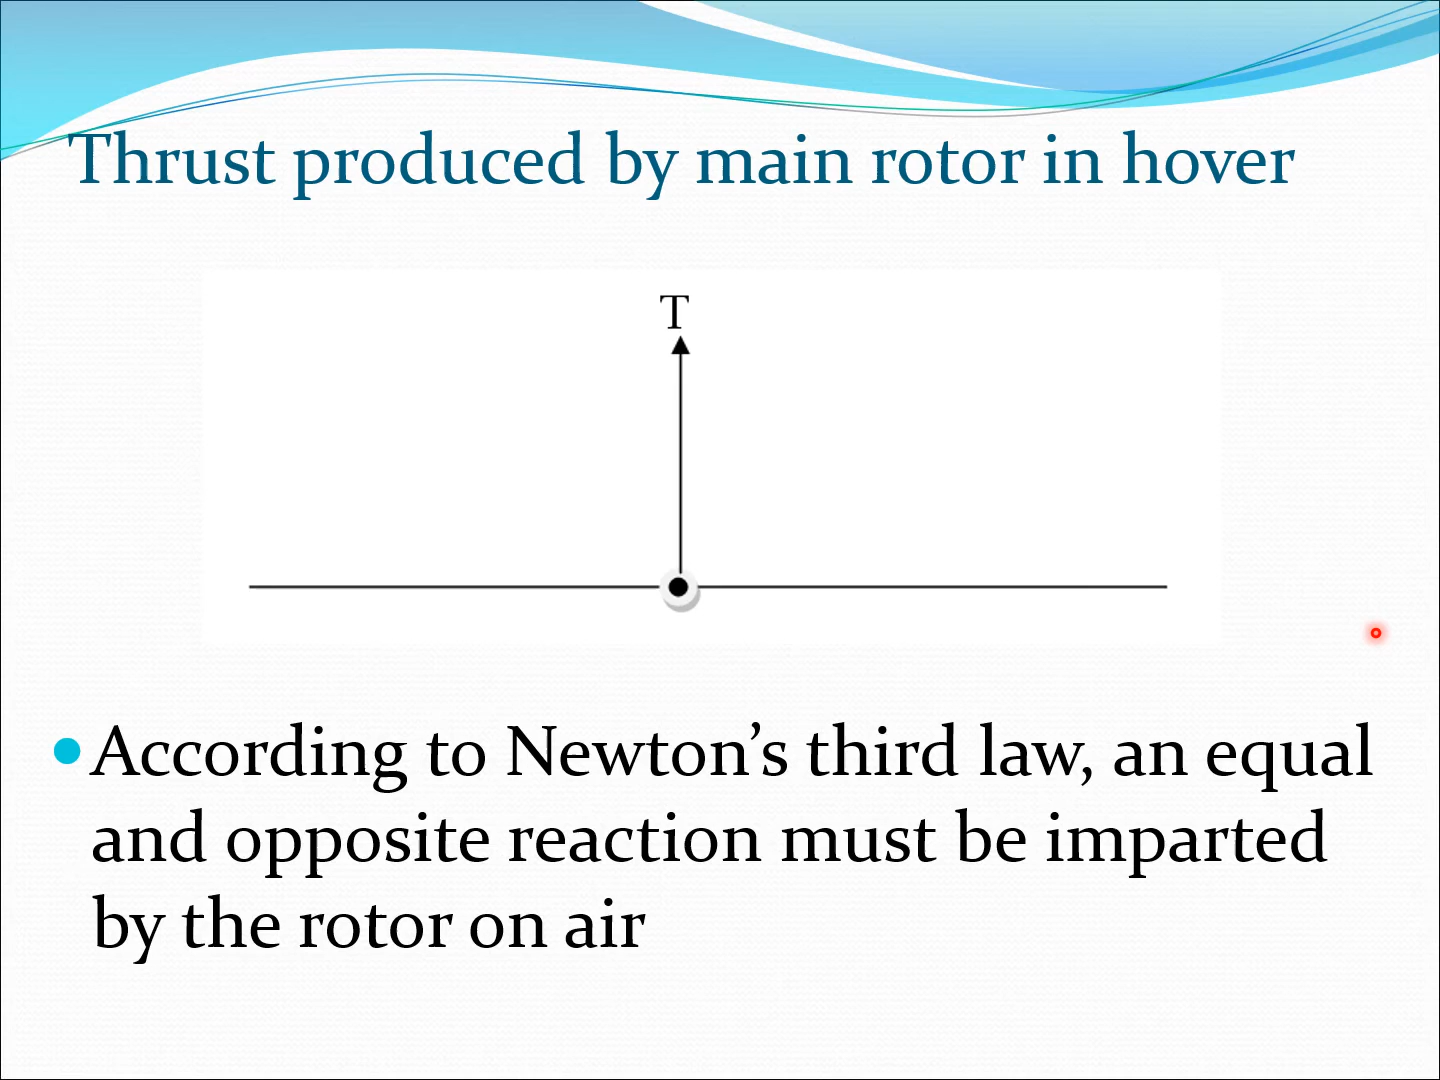 Thrust produced by main rotor in hover
T
According to Newton’s third law, an equal
and opposite reaction must be imparted
by the rotor on air